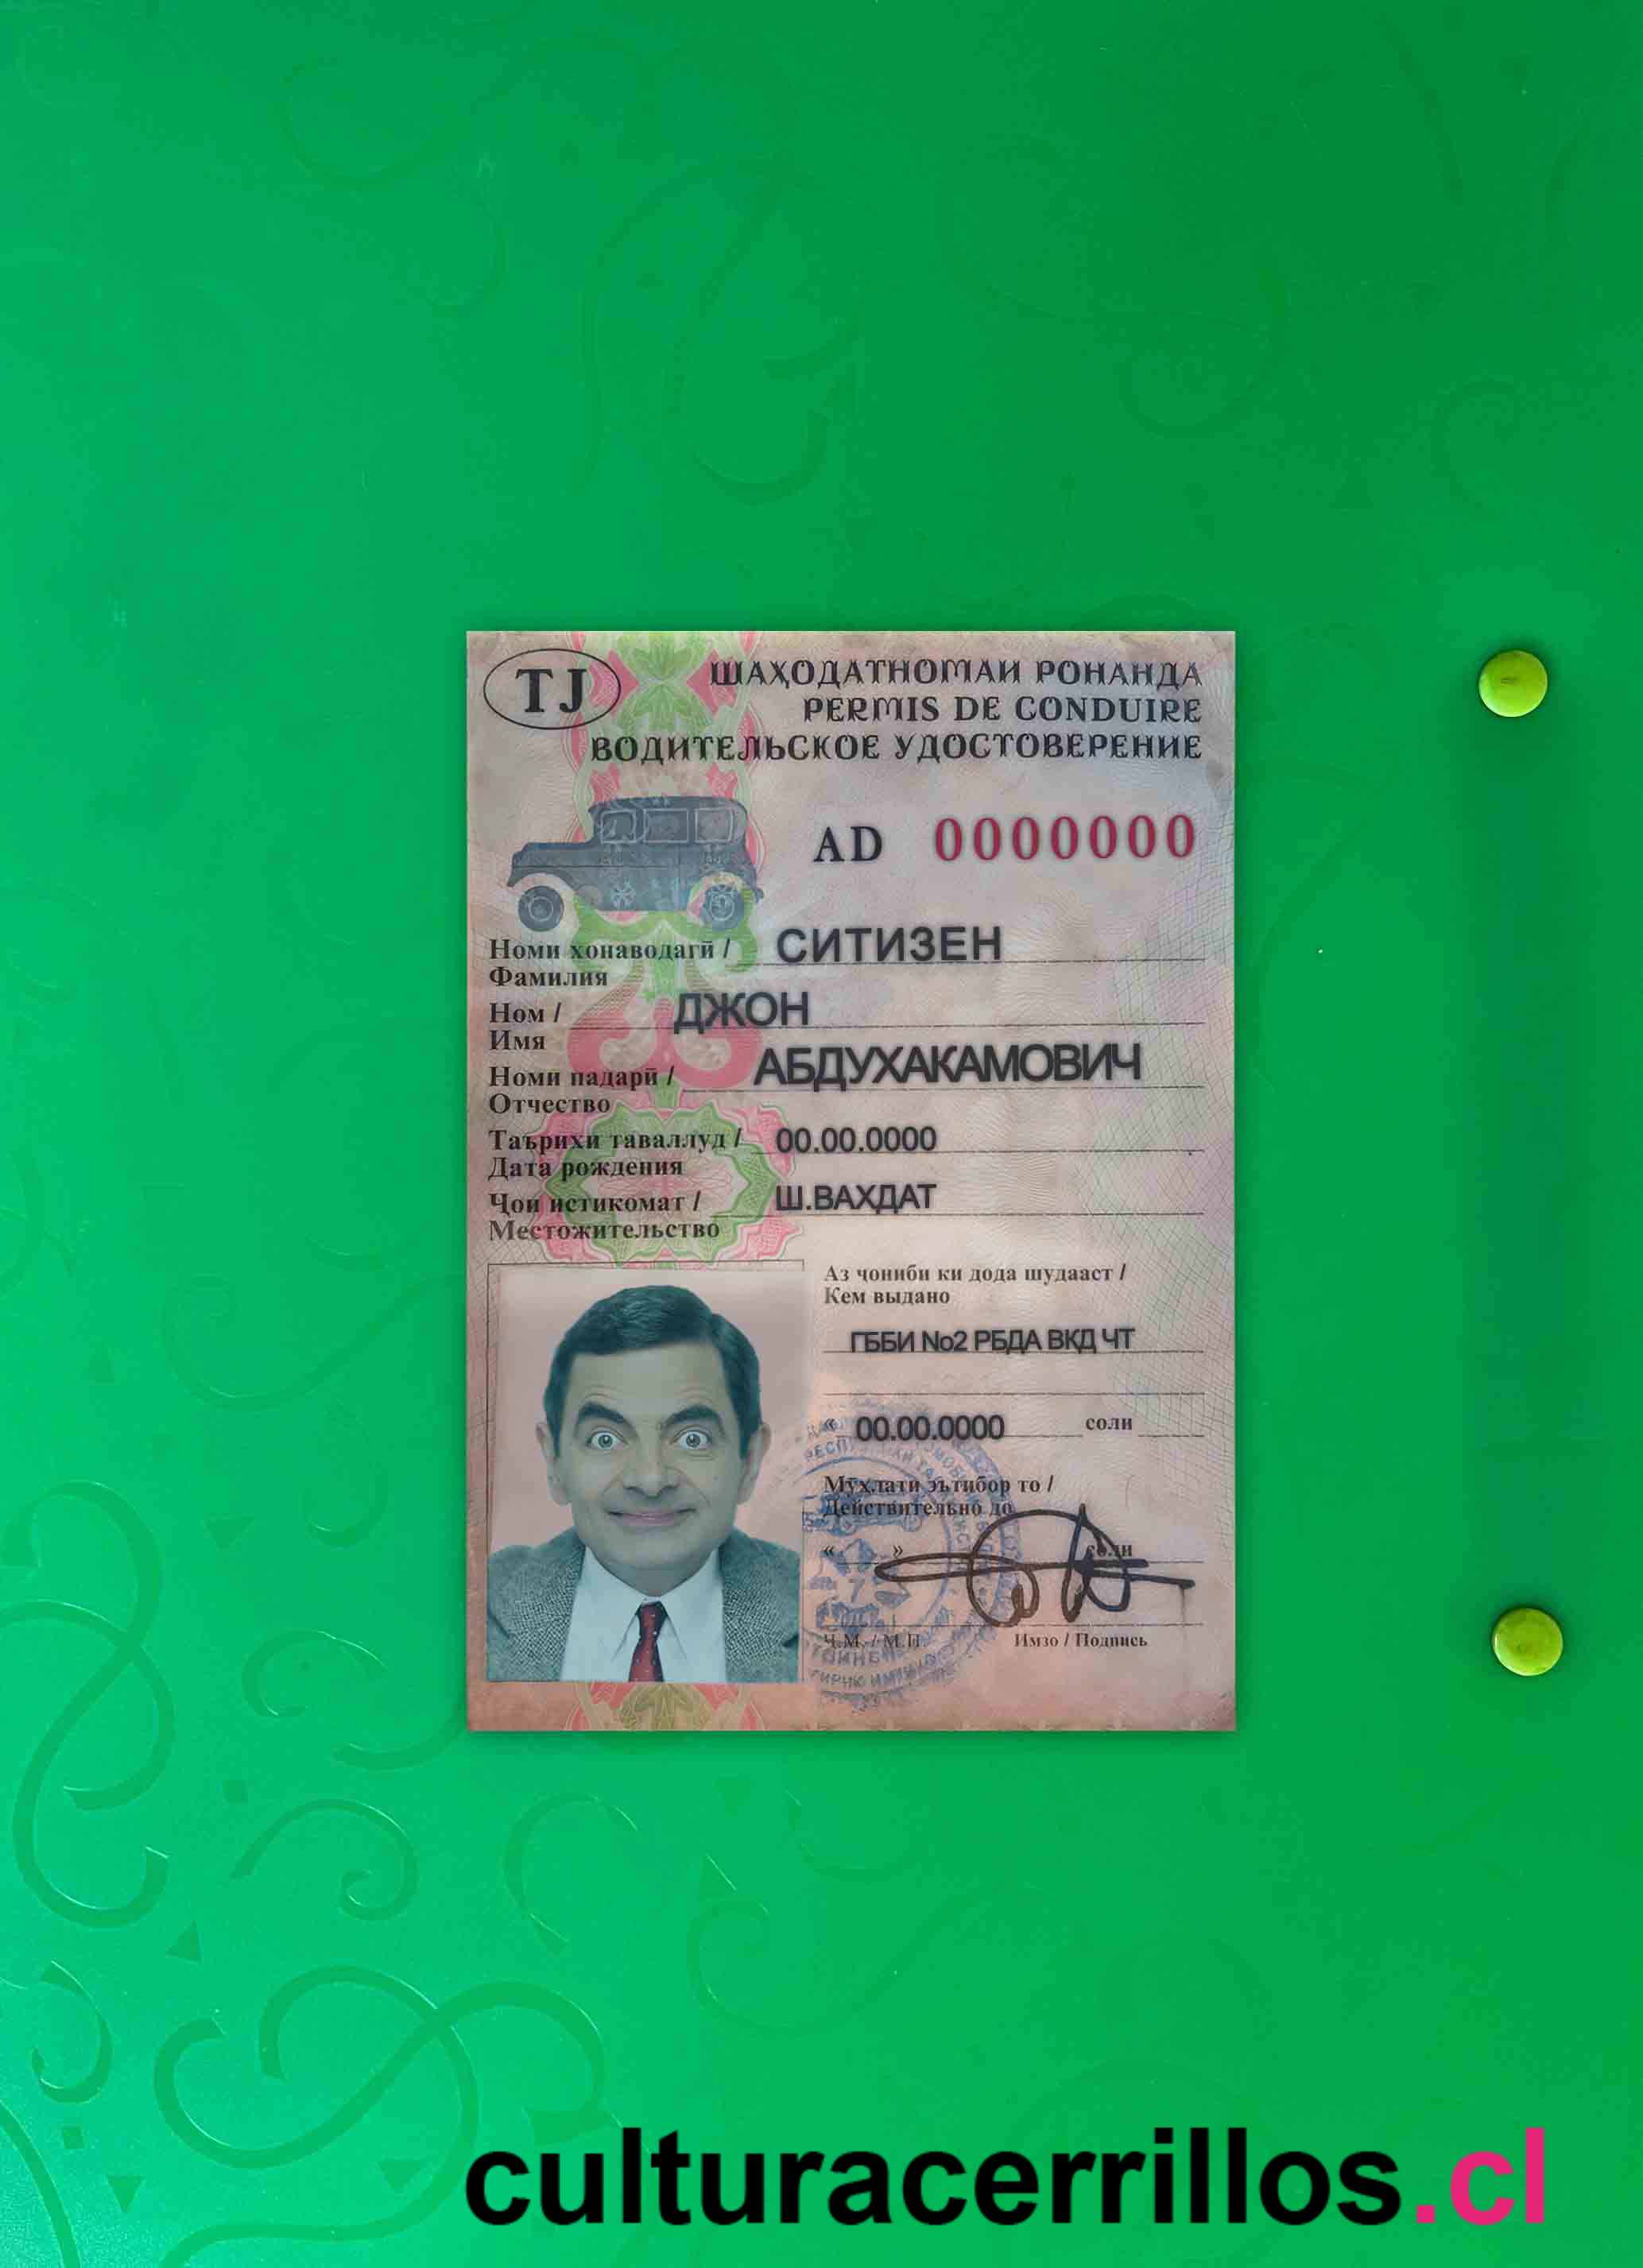 TJ
ШАҲОДАТНОМАИ РОНАНДА
PERMIS DE CONDUIRE
ВОДИТЕЛЬСКОЕ УДОСТОВЕРЕНИЕ
AD 0000000
Номи хонаводагӣ / СИТИЗЕН
Фамилия
Ном / ДЖОН
Имя
Номи падарӣ / АБДУХАКАМОВИЧ
Отчество
Таърихи таваллуд / 00.00.0000
Дата рождения
Ҷои истикомат / Ш.ВАХДАТ
Местожительство
Аз ҷониби ки дода шудааст /
Кем выдано
ГББИ No2 РБДА ВКД ЧТ
« 00.00.0000 соли
Мӯҳлати эътибор то /
Действительно до
« » соли
Ҷ.М. / М.П. Имзо / Подпись
culturacerrillos.cl